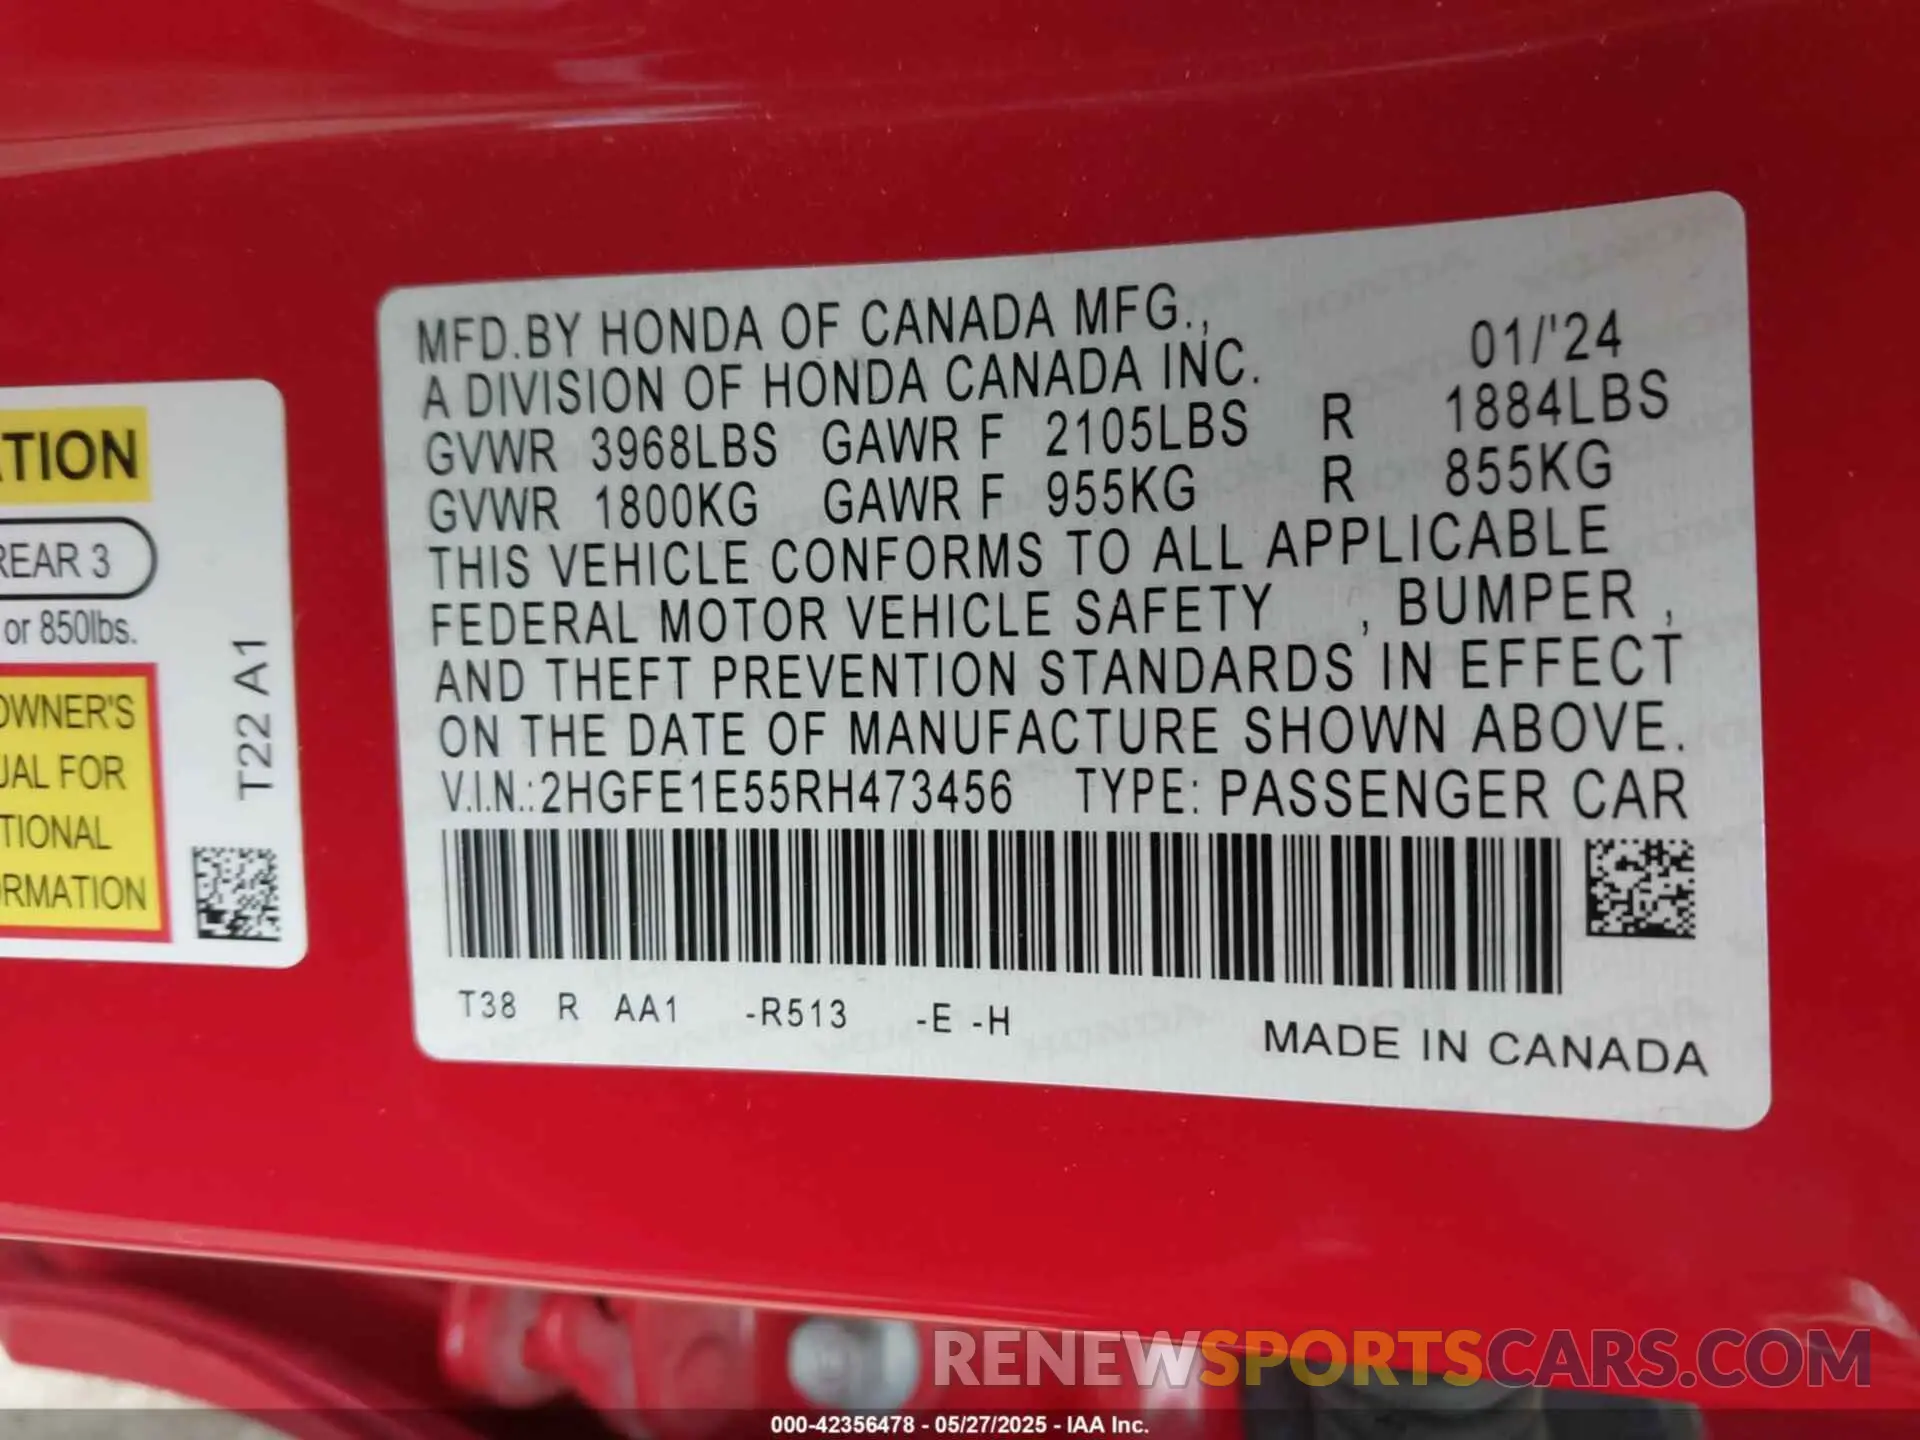 ATION
REAR 3
or 850lbs.
OWNER'S
UAL FOR
TIONAL
ORMATION
T22 A1
MFD.BY HONDA OF CANADA MFG.,
A DIVISION OF HONDA CANADA INC. 01/'24
GVWR 3968LBS GAWR F 2105LBS R 1884LBS
GVWR 1800KG GAWR F 955KG R 855KG
THIS VEHICLE CONFORMS TO ALL APPLICABLE
FEDERAL MOTOR VEHICLE SAFETY , BUMPER ,
AND THEFT PREVENTION STANDARDS IN EFFECT
ON THE DATE OF MANUFACTURE SHOWN ABOVE.
V.I.N.:2HGFE1E55RH473456 TYPE: PASSENGER CAR
T38 R AA1 -R513 -E -H
MADE IN CANADA
RENEWSPORTSCARS.COM
000-42356478 - 05/27/2025 - IAA Inc.